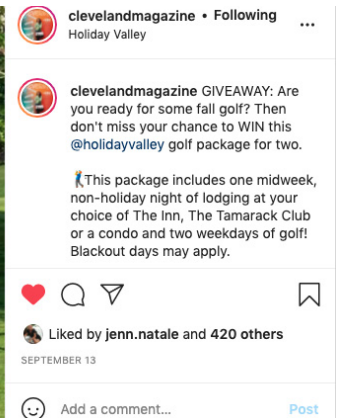 clevelandmagazine • Following
Holiday Valley
clevelandmagazine GIVEAWAY: Are
you ready for some fall golf? Then
don't miss your chance to WIN this
@holidayvalley golf package for two.
🏌️This package includes one midweek,
non-holiday night of lodging at your
choice of The Inn, The Tamarack Club
or a condo and two weekdays of golf!
Blackout days may apply.
Liked by jenn.natale and 420 others
SEPTEMBER 13
Add a comment...
Post